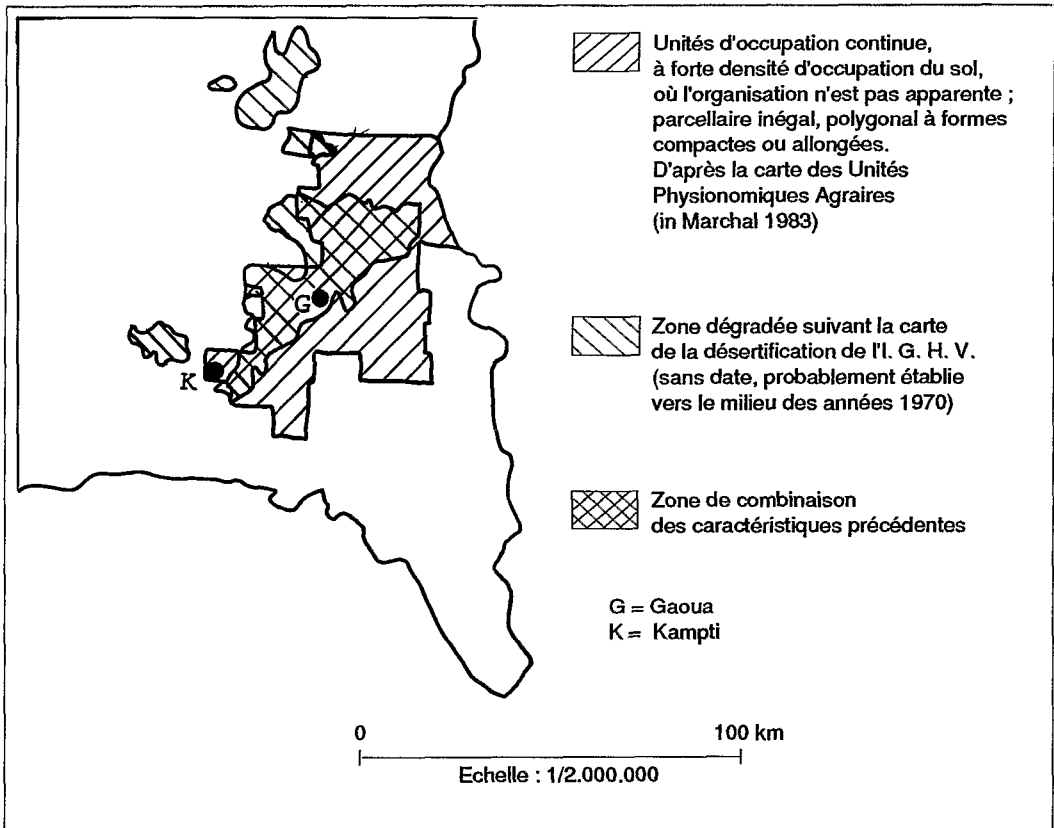 Unités d'occupation continue,
à forte densité d'occupation du sol,
où l'organisation n'est pas apparente ;
parcellaire inégal, polygonal à formes
compactes ou allongées.
D'après la carte des Unités
Physionomiques Agraires
(in Marchal 1983)
Zone dégradée suivant la carte
de la désertification de l'I. G. H. V.
(sans date, probablement établie
vers le milieu des années 1970)
Zone de combinaison
des caractéristiques précédentes
G = Gaoua
K = Kampti
G
K
0 100 km
Echelle : 1/2.000.000